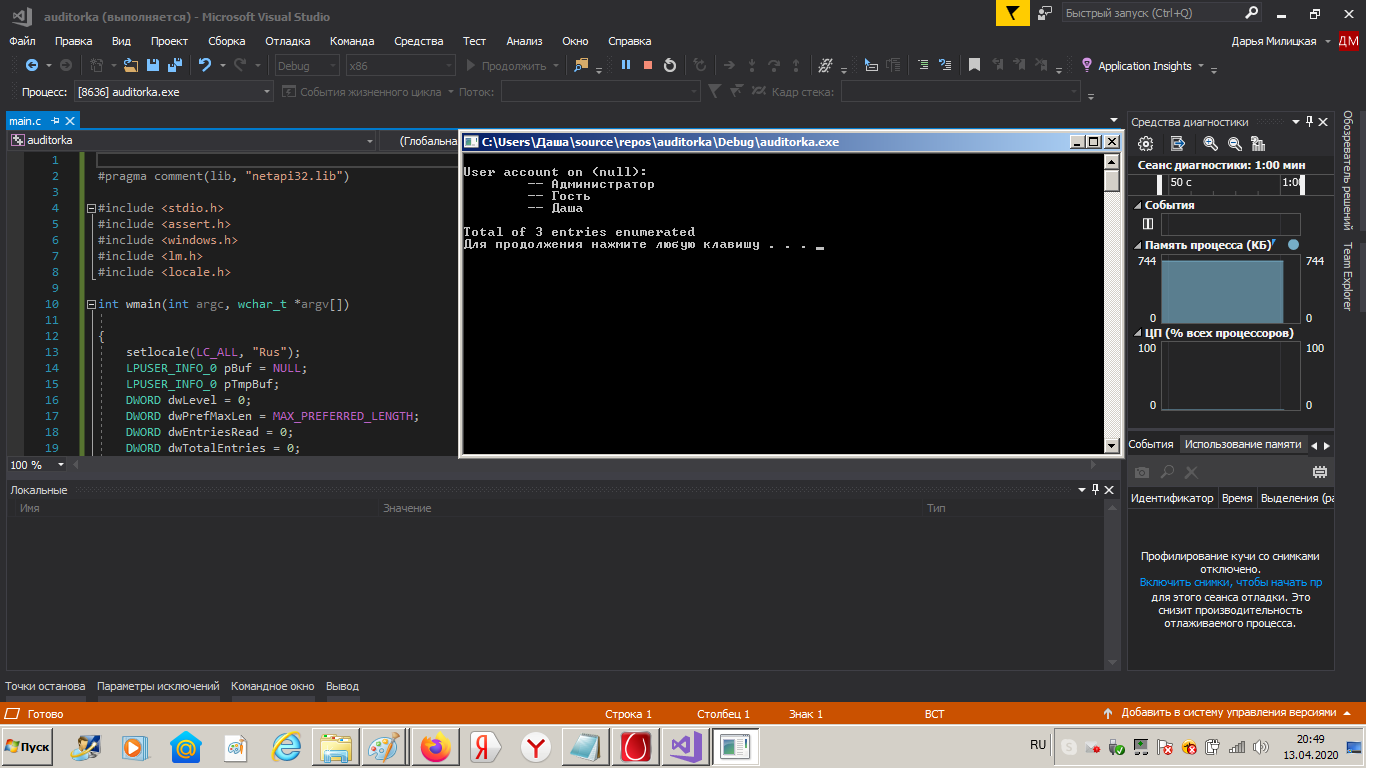 auditorka (выполняется) - Microsoft Visual Studio
Быстрый запуск (Ctrl+Q)
Файл Правка Вид Проект Сборка Отладка Команда Средства Тест Анализ Окно Справка
Дарья Милицкая ДМ
Debug x86 Продолжить Application Insights
Процесс: [8636] auditorka.exe События жизненного цикла Поток: Кадр стека:
main.c
auditorka (Глобальна
1
2 #pragma comment(lib, "netapi32.lib")
3
4 #include <stdio.h>
5 #include <assert.h>
6 #include <windows.h>
7 #include <lm.h>
8 #include <locale.h>
9
10 int wmain(int argc, wchar_t *argv[])
11
12 {
13 setlocale(LC_ALL, "Rus");
14 LPUSER_INFO_0 pBuf = NULL;
15 LPUSER_INFO_0 pTmpBuf;
16 DWORD dwLevel = 0;
17 DWORD dwPrefMaxLen = MAX_PREFERRED_LENGTH;
18 DWORD dwEntriesRead = 0;
19 DWORD dwTotalEntries = 0;
100 %
C:\Users\Даша\source\repos\auditorka\Debug\auditorka.exe
User account on (null):
-- Администратор
-- Гость
-- Даша
Total of 3 entries enumerated
Для продолжения нажмите любую клавишу . . . _
Средства диагностики
Сеанс диагностики: 1:00 мин
50 с 1:00
События
Память процесса (КБ)
744 744
0 0
ЦП (% всех процессоров)
100 100
0 0
События Использование памяти
Идентификатор Время Выделения (ра
Профилирование кучи со снимками
отключено.
Включить снимки, чтобы начать пр
для этого сеанса отладки. Это
снизит производительность
отлаживаемого процесса.
Обозреватель решений
Team Explorer
Локальные
Имя Значение Тип
Точки останова Параметры исключений Командное окно Вывод
Готово Строка 1 Столбец 1 Знак 1 ВСТ Добавить в систему управления версиями
Пуск
RU
20:49
13.04.2020